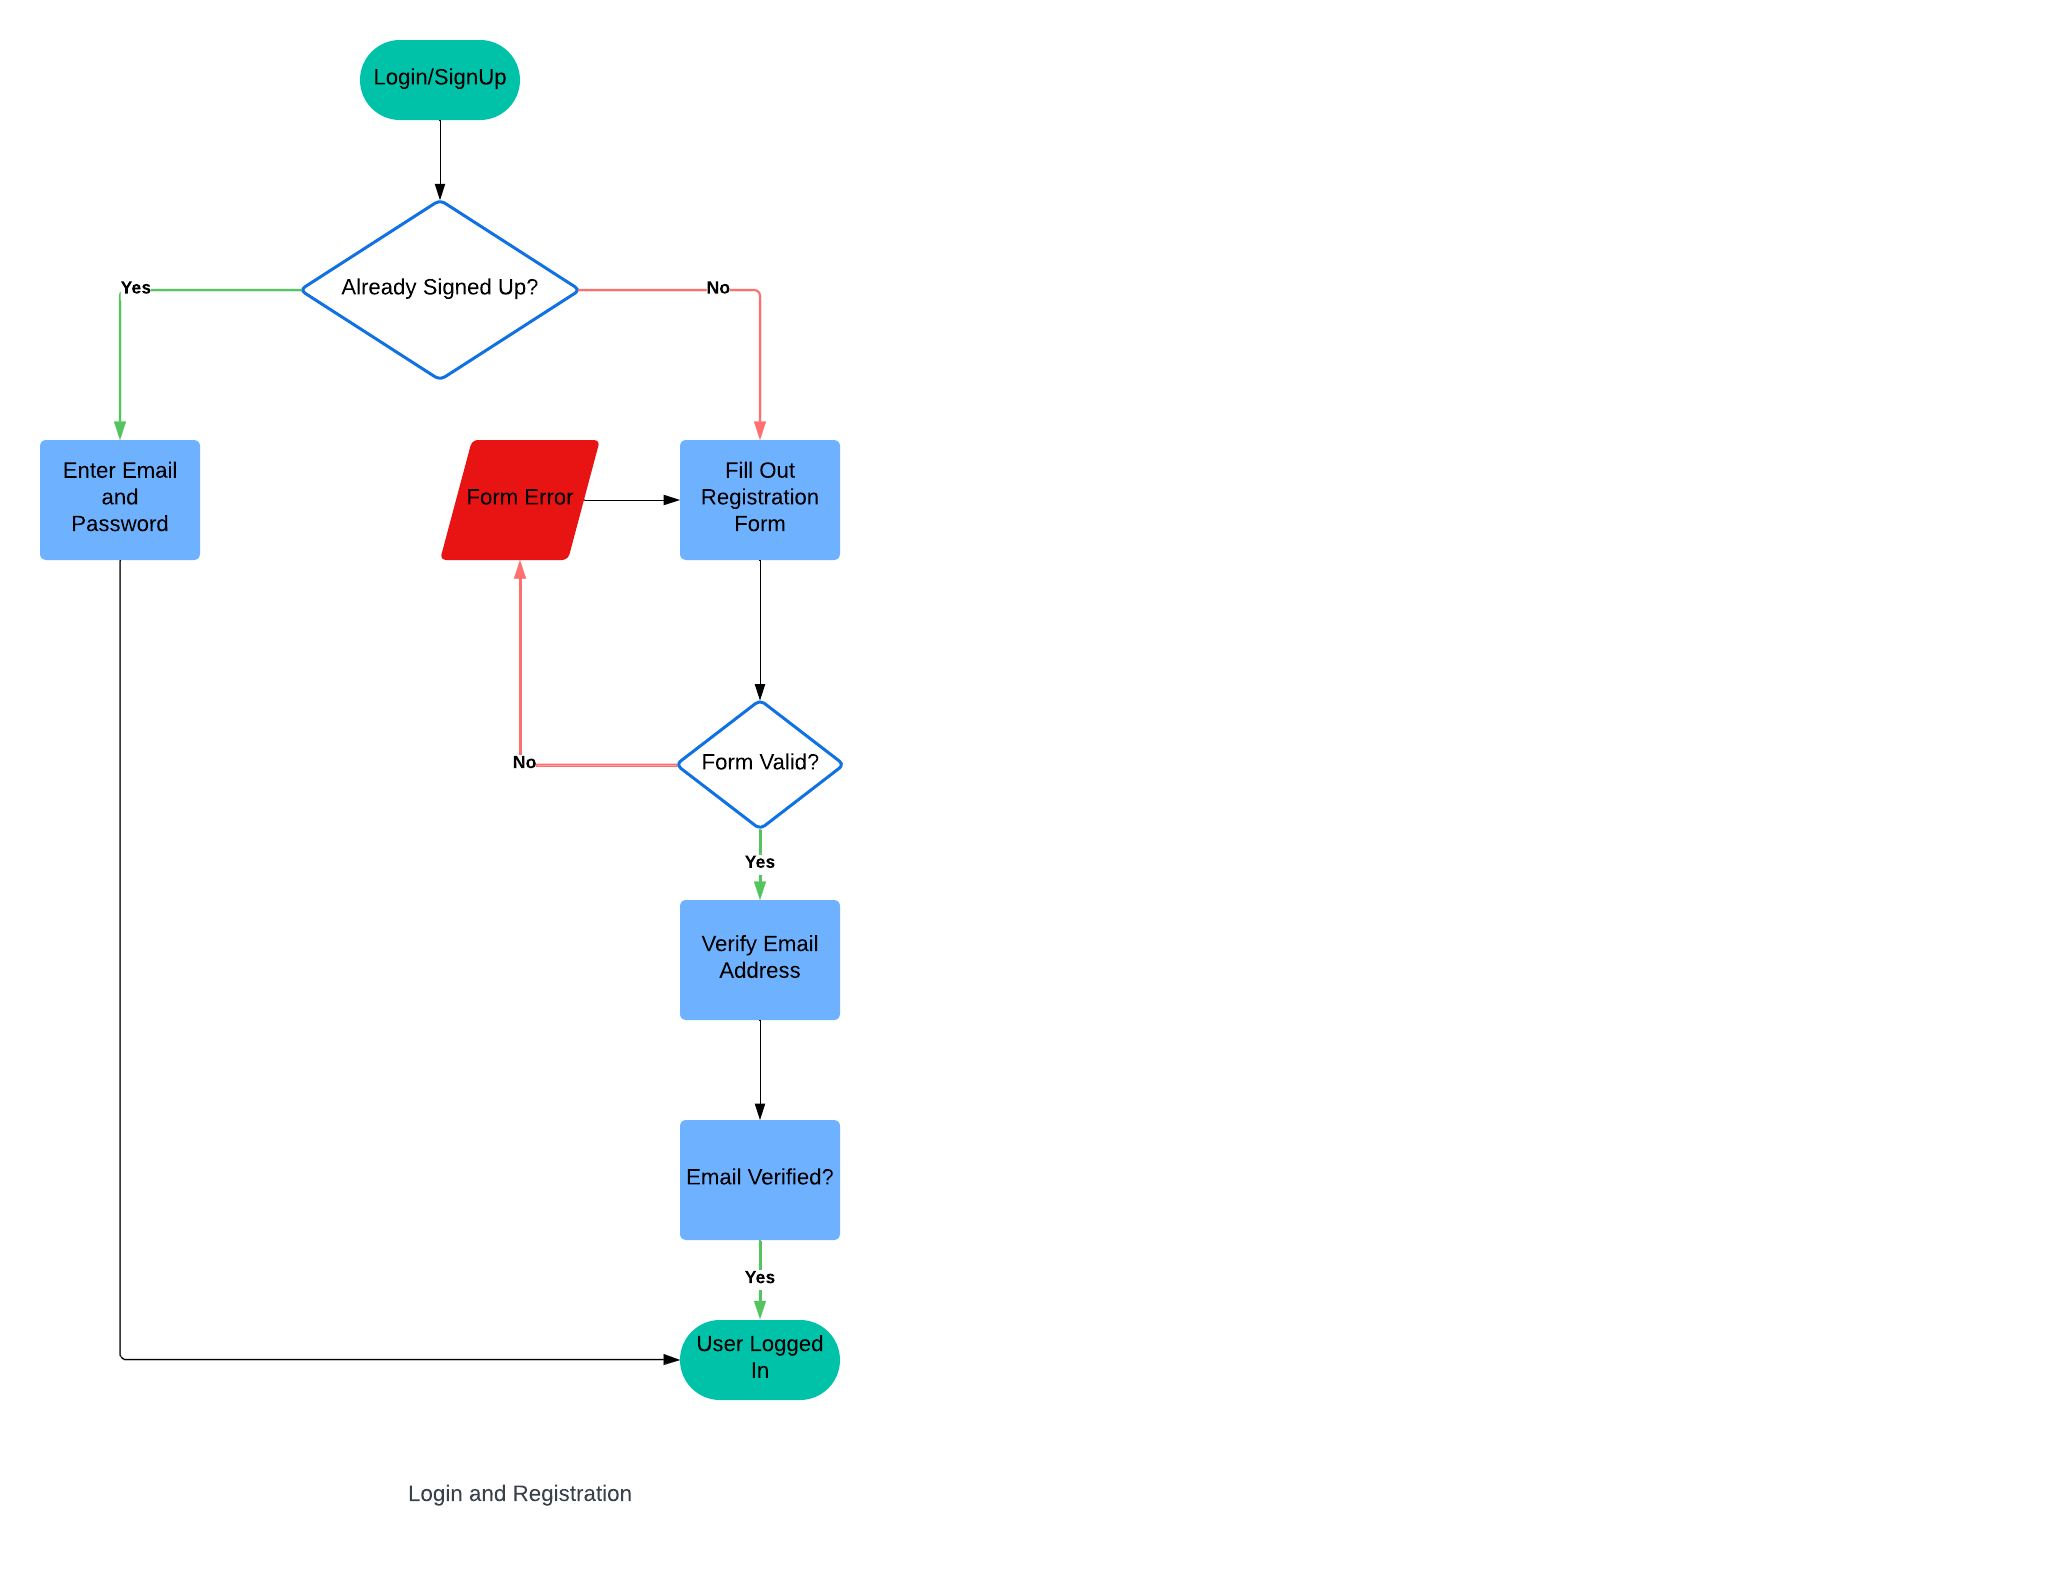 Login/SignUp
Already Signed Up?
Yes
No
Enter Email
and
Password
Form Error
Fill Out
Registration
Form
Form Valid?
No
Yes
Verify Email
Address
Email Verified?
Yes
User Logged
In
Login and Registration